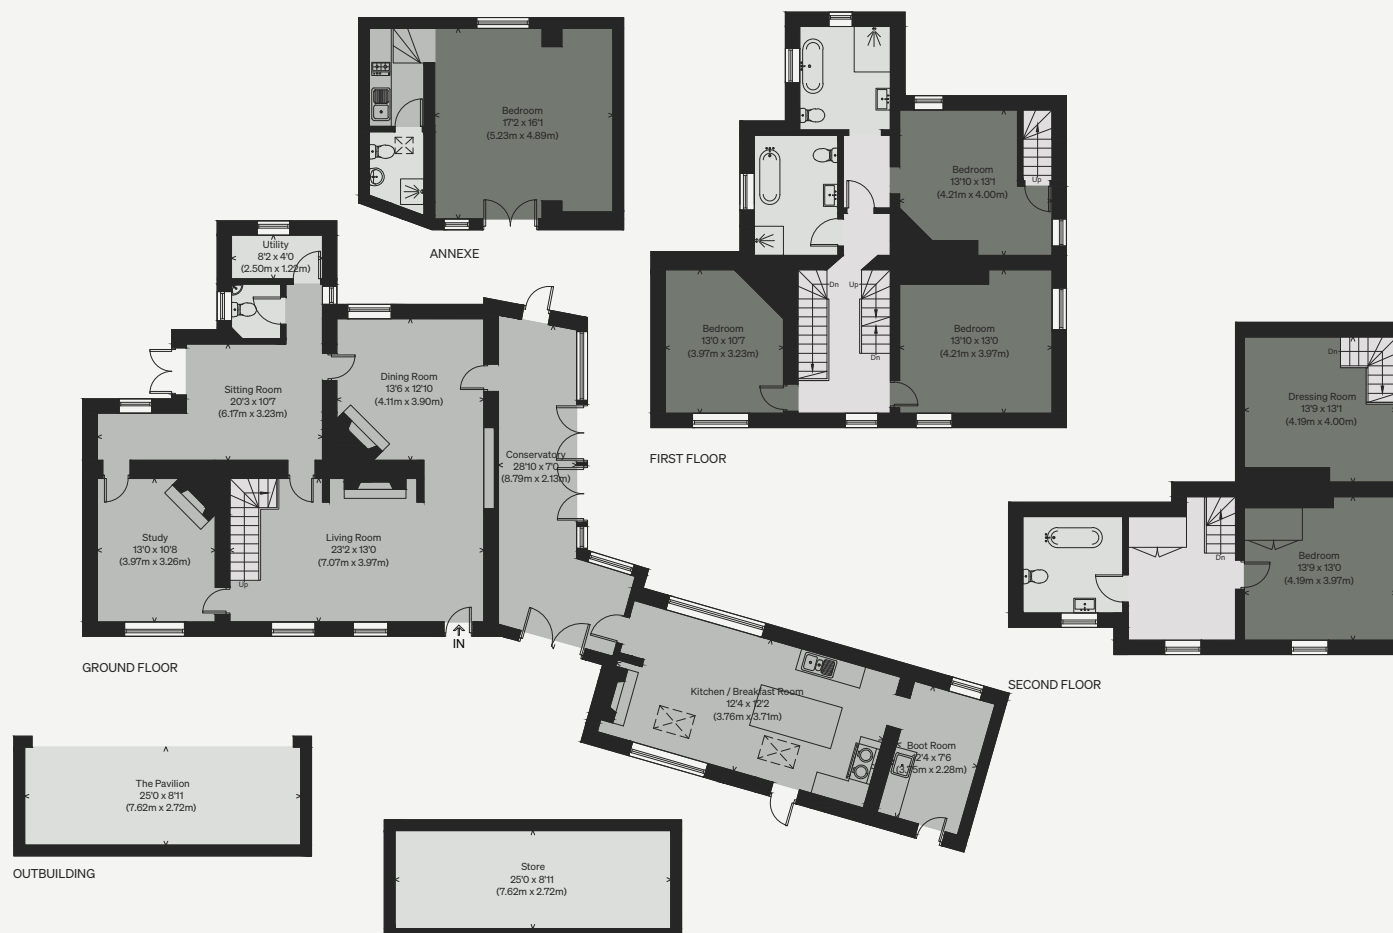 Bedroom
17'2 x 16'1
(5.23m x 4.89m)
ANNEXE
Utility
8'2 x 4'0
(2.50m x 1.22m)
Sitting Room
20'3 x 10'7
(6.17m x 3.23m)
Dining Room
13'6 x 12'10
(4.11m x 3.90m)
Conservatory
28'10 x 7'0
(8.79m x 2.13m)
Study
13'0 x 10'8
(3.97m x 3.26m)
Up
Living Room
23'2 x 13'0
(7.07m x 3.97m)
IN
GROUND FLOOR
Kitchen / Breakfast Room
12'4 x 12'2
(3.76m x 3.71m)
Boot Room
12'4 x 7'6
(3.75m x 2.28m)
Bedroom
13'10 x 13'1
(4.21m x 4.00m)
Up
Dn
Up
Dn
Bedroom
13'0 x 10'7
(3.97m x 3.23m)
Bedroom
13'10 x 13'0
(4.21m x 3.97m)
FIRST FLOOR
Dn
Dressing Room
13'9 x 13'1
(4.19m x 4.00m)
Dn
Bedroom
13'9 x 13'0
(4.19m x 3.97m)
SECOND FLOOR
The Pavilion
25'0 x 8'11
(7.62m x 2.72m)
OUTBUILDING
Store
25'0 x 8'11
(7.62m x 2.72m)